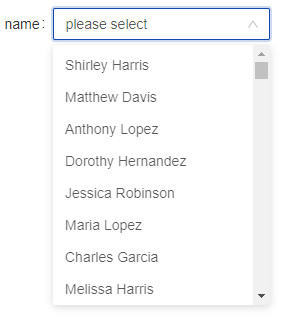 name:
please select
Shirley Harris
Matthew Davis
Anthony Lopez
Dorothy Hernandez
Jessica Robinson
Maria Lopez
Charles Garcia
Melissa Harris